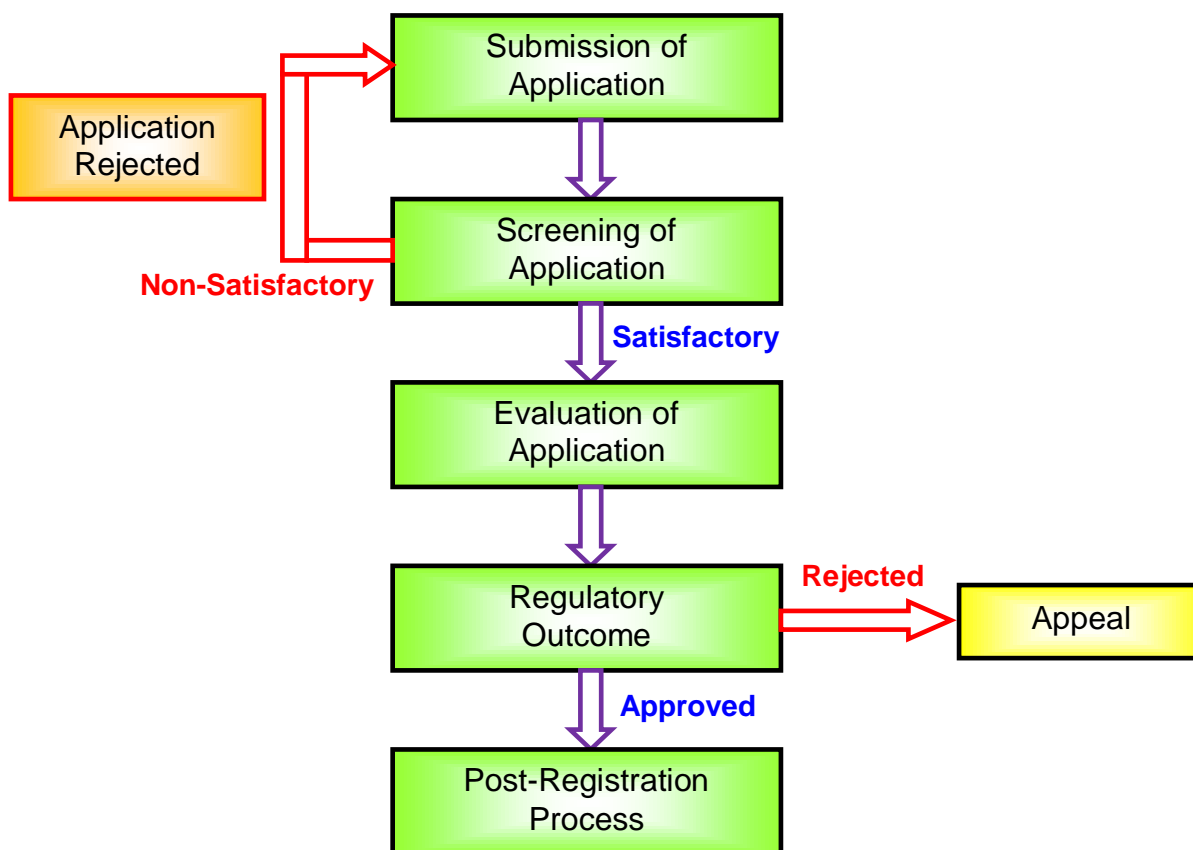 Submission of
Application
Application
Rejected
Screening of
Application
Non-Satisfactory
Satisfactory
Evaluation of
Application
Regulatory
Outcome
Rejected
Appeal
Approved
Post-Registration
Process